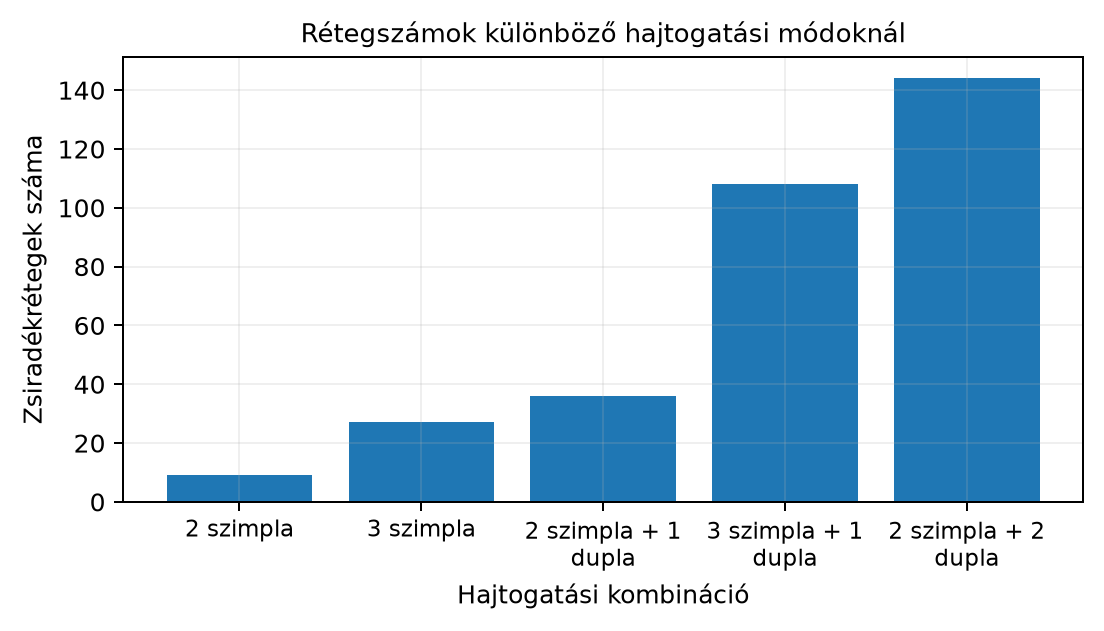 Rétegszámok különböző hajtogatási módoknál
Zsiradékrétegek száma
140
120
100
80
60
40
20
0
2 szimpla
3 szimpla
2 szimpla + 1
dupla
3 szimpla + 1
dupla
2 szimpla + 2
dupla
Hajtogatási kombináció